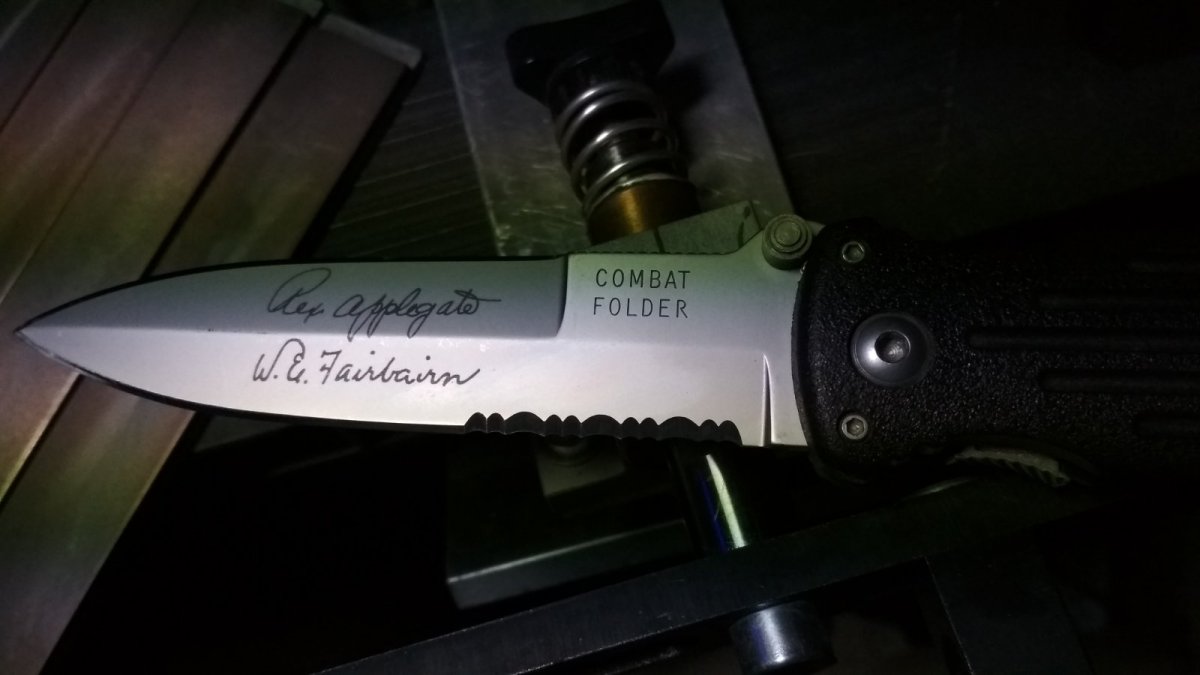 Rex Applegate
W. E. Fairbairn
COMBAT
FOLDER